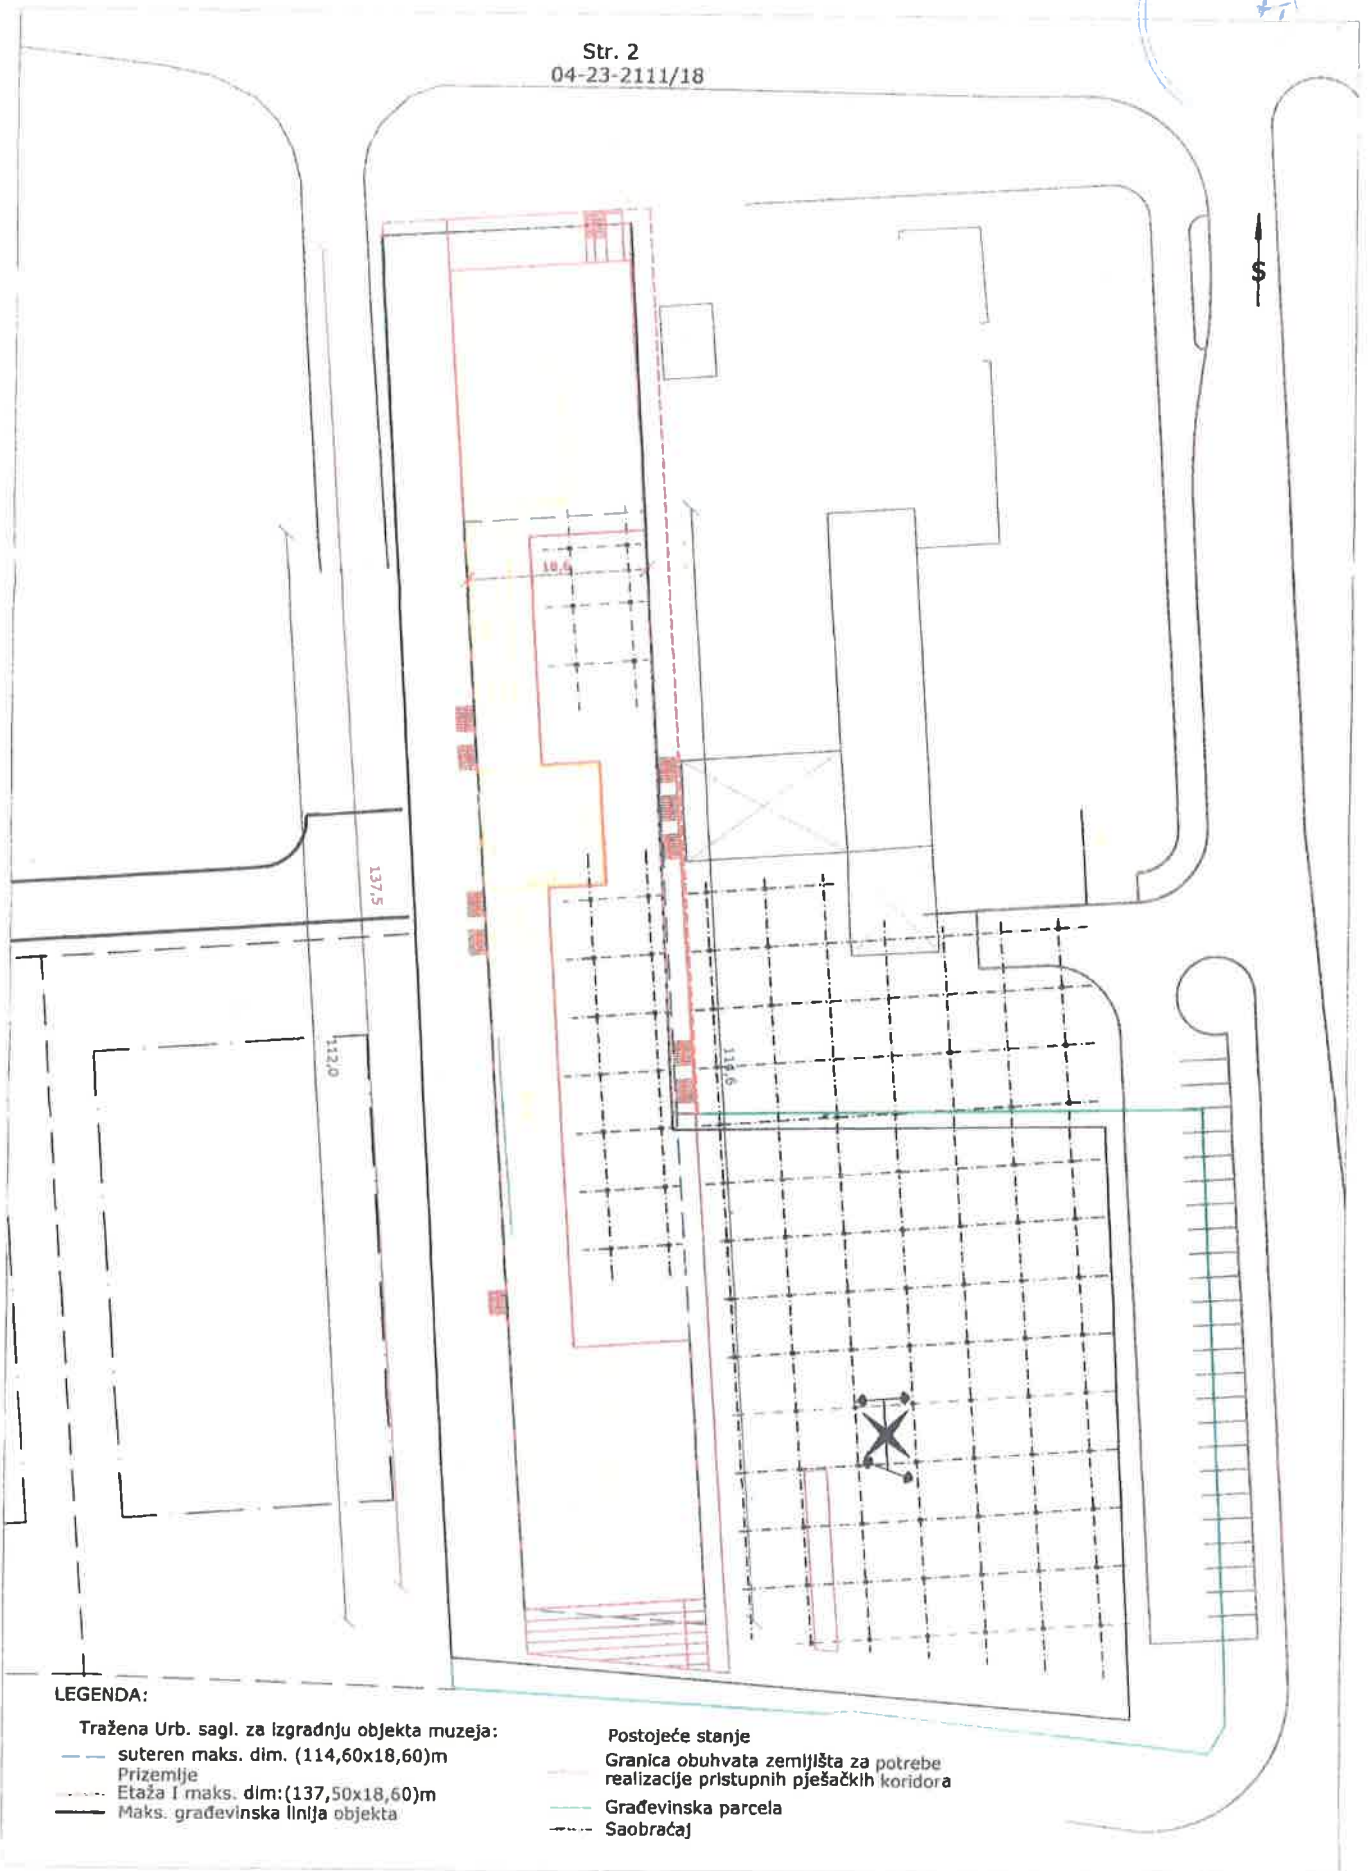 Str. 2
04-23-2111/18
S
18,6
137,5
112,0
LEGENDA:
Tražena Urb. sagl. za izgradnju objekta muzeja:
suteren maks. dim. (114,60x18,60)m
Prizemlje
Etaža I maks. dim:(137,50x18,60)m
Maks. građevinska linija objekta
Postojeće stanje
Granica obuhvata zemljišta za potrebe
realizacije pristupnih pješačkih koridora
Građevinska parcela
Saobraćaj